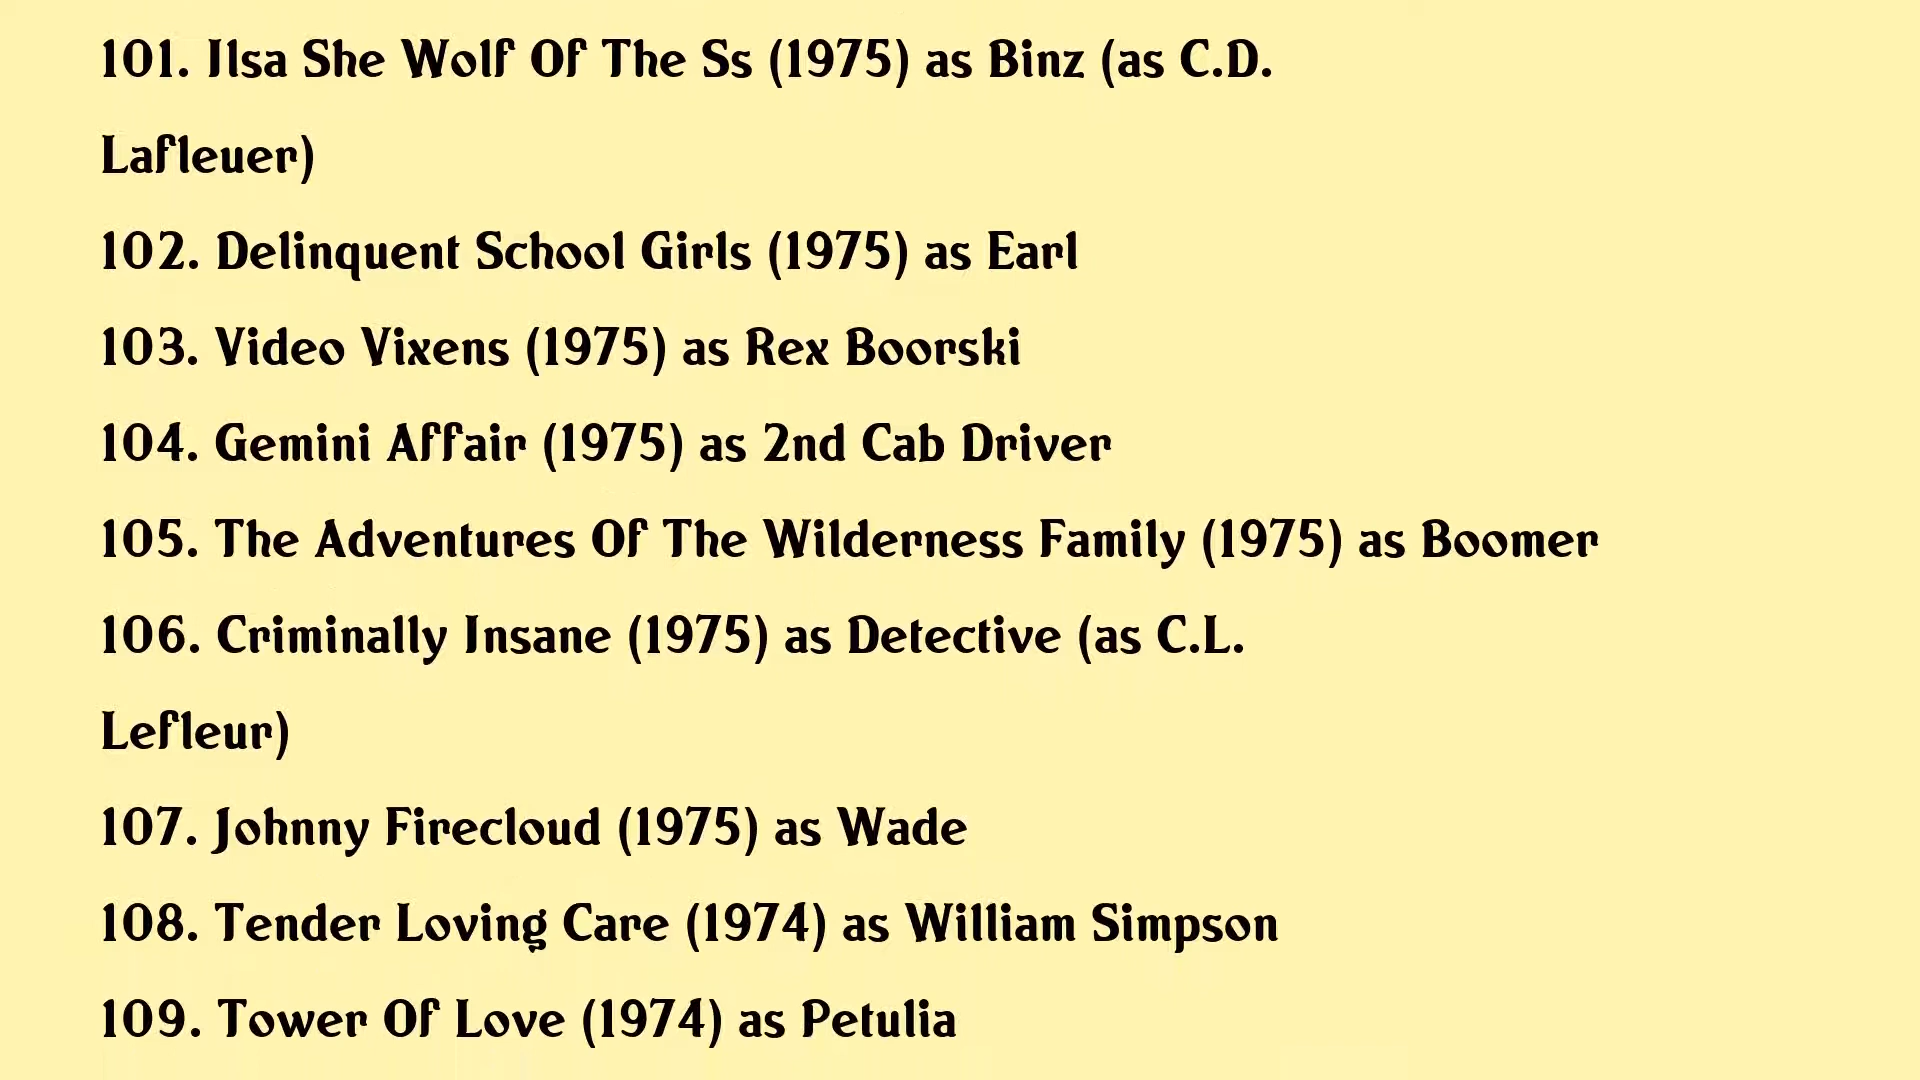 101. Ilsa She Wolf Of The Ss (1975) as Binz (as C.D.
Lafleuer)
102. Delinquent School Girls (1975) as Earl
103. Video Vixens (1975) as Rex Boorski
104. Gemini Affair (1975) as 2nd Cab Driver
105. The Adventures Of The Wilderness Family (1975) as Boomer
106. Criminally Insane (1975) as Detective (as C.L.
Lefleur)
107. Johnny Firecloud (1975) as Wade
108. Tender Loving Care (1974) as William Simpson
109. Tower Of Love (1974) as Petulia